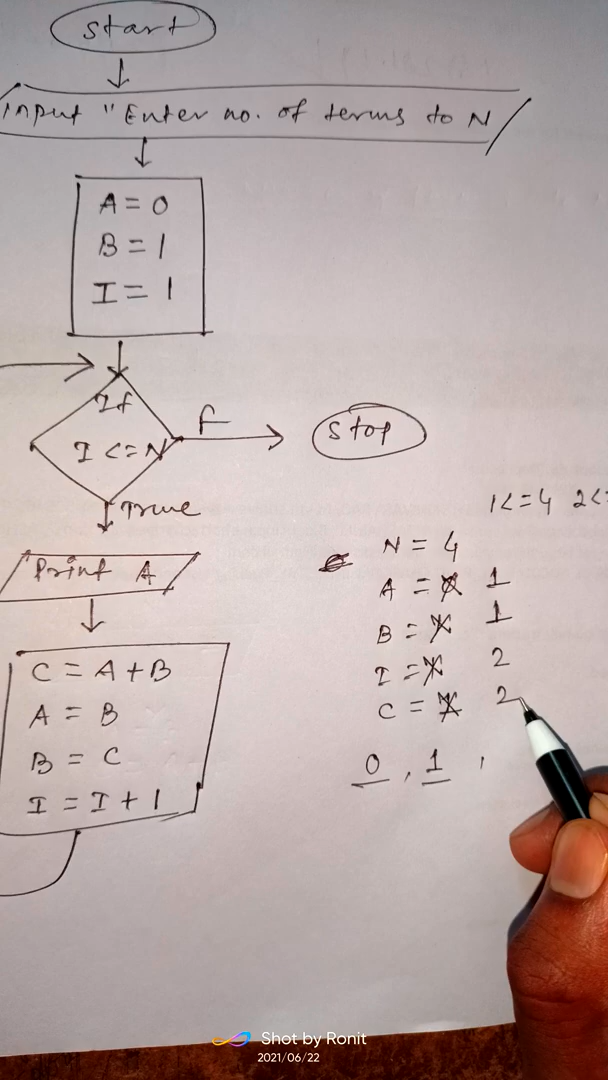 start
Input "Enter no. of terms to N
A = 0
B = 1
I = 1
If
I <= N
F
Stop
True
Print A
C = A + B
A = B
B = C
I = I + 1
1<=4 2<=
N = 4
A = 0 1
B = 1 1
I = 1 2
C = 1 2
0, 1,
Shot by Ronit
2021/06/22